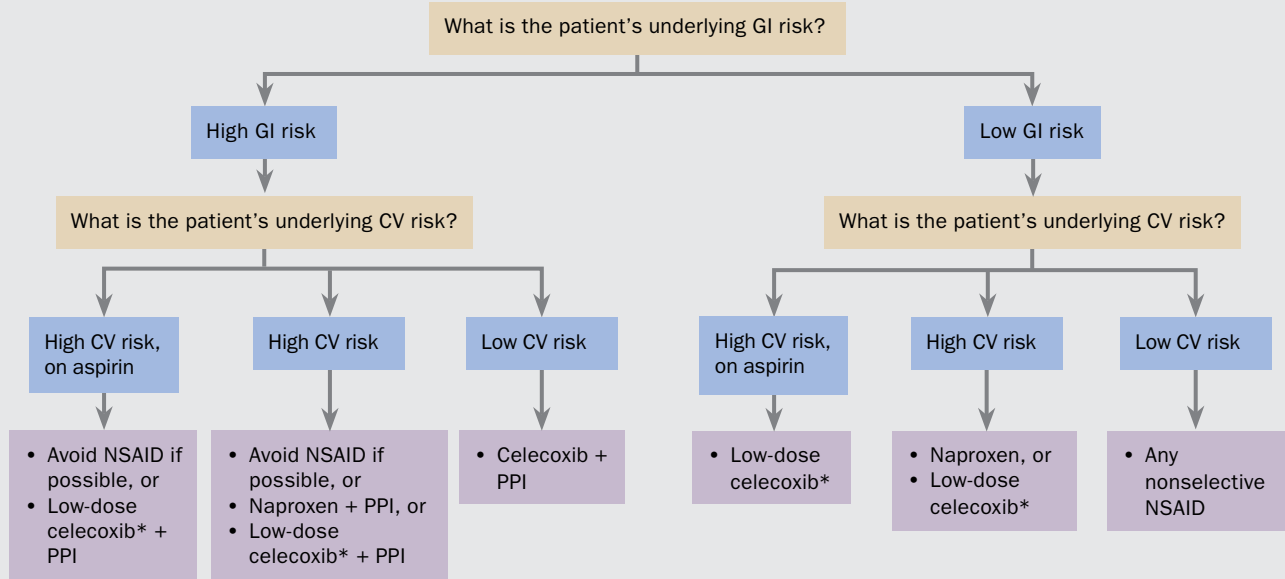 What is the patient’s underlying GI risk?
High GI risk
Low GI risk
What is the patient’s underlying CV risk?
What is the patient’s underlying CV risk?
High CV risk,
on aspirin
High CV risk
Low CV risk
High CV risk,
on aspirin
High CV risk
Low CV risk
• Avoid NSAID if
possible, or
• Low-dose
celecoxib* +
PPI
• Avoid NSAID if
possible, or
• Naproxen + PPI, or
• Low-dose
celecoxib* + PPI
• Celecoxib +
PPI
• Low-dose
celecoxib*
• Naproxen, or
• Low-dose
celecoxib*
• Any
nonselective
NSAID